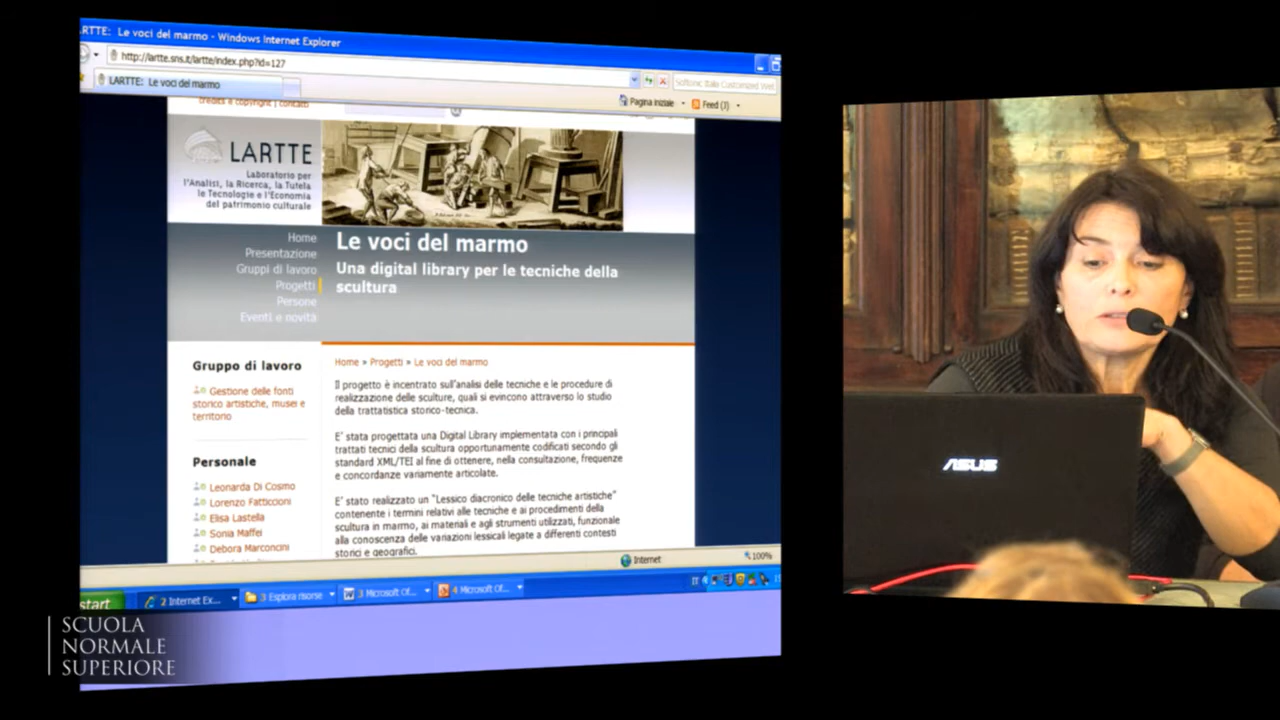 LARTTE: Le voci del marmo - Windows Internet Explorer
http://lartte.sns.it/lartte/index.php?id=127
LARTTE: Le voci del marmo
Pagina iniziale
Feed (J)
credits e copyright | contatti
LARTTE
Laboratorio per
l'Analisi, la Ricerca, la Tutela
le Tecnologie e l'Economia
del patrimonio culturale
Home
Presentazione
Gruppi di lavoro
Progetti
Persone
Eventi e novità
Le voci del marmo
Una digital library per le tecniche della
scultura
Gruppo di lavoro
Gestione delle fonti
storico artistiche, musei e
territorio
Personale
Leonarda Di Cosmo
Lorenzo Fatticcioni
Elisa Lastella
Sonia Maffei
Debora Marconcini
Home » Progetti » Le voci del marmo
Il progetto è incentrato sull'analisi delle tecniche e le procedure di
realizzazione delle sculture, quali si evincono attraverso lo studio
della trattatistica storico-tecnica.
E' stata progettata una Digital Library implementata con i principali
trattati tecnici della scultura opportunamente codificati secondo gli
standard XML/TEI al fine di ottenere, nella consultazione, frequenze
e concordanze variamente articolate.
E' stato realizzato un "Lessico diacronico delle tecniche artistiche"
contenente i termini relativi alle tecniche e ai procedimenti della
scultura in marmo, ai materiali e agli strumenti utilizzati, funzionale
alla conoscenza delle variazioni lessicali legate a differenti contesti
storici e geografici.
Internet
100%
start
2 Internet Ex...
3 Esplora risorse
3 Microsoft Of...
4 Microsoft Of...
IT
ASUS
SCUOLA
NORMALE
SUPERIORE